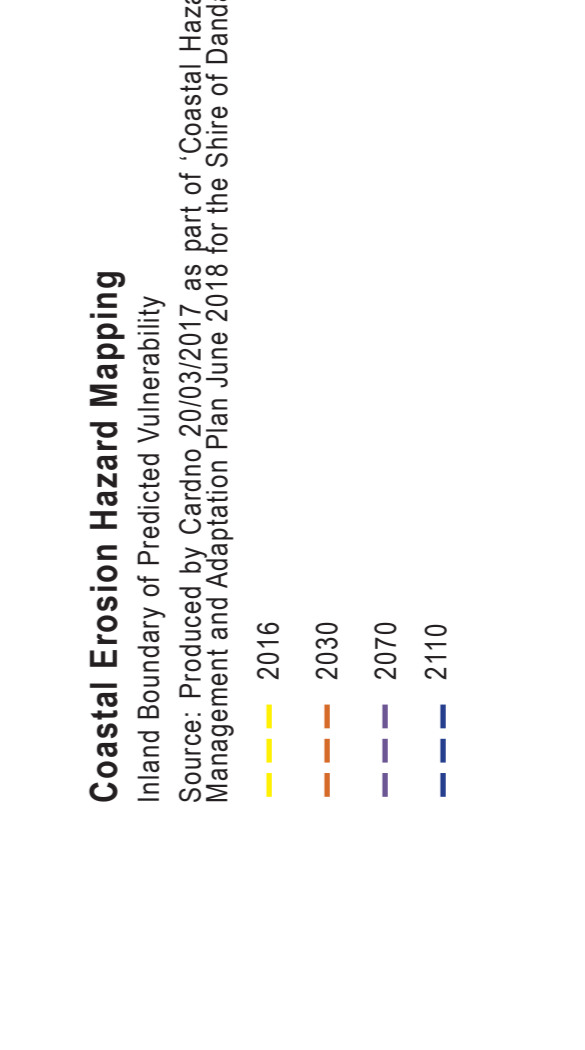 Coastal Erosion Hazard Mapping
Inland Boundary of Predicted Vulnerability
Source: Produced by Cardno 20/03/2017 as part of ‘Coastal
Management and Adaptation Plan June 2018 for the Shire of
2016
2030
2070
2110